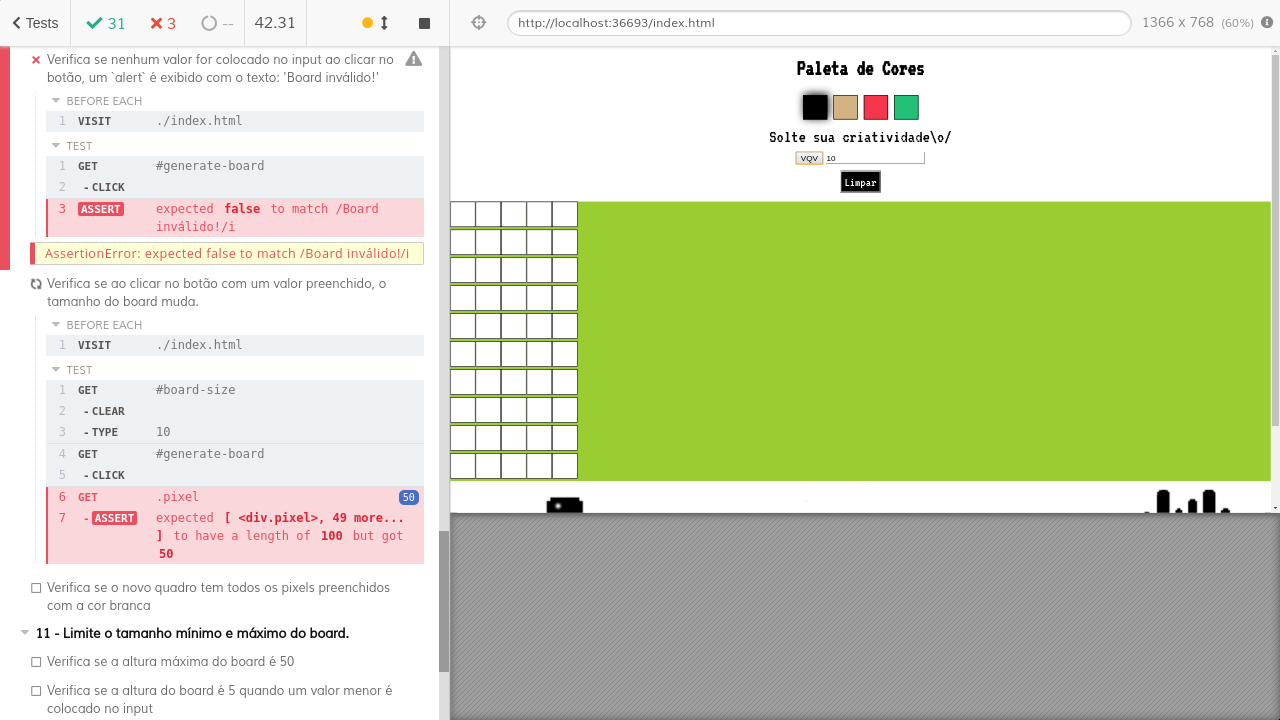 Tests
31
3
--
42.31
http://localhost:36693/index.html
1366 x 768 (60%)
Verifica se nenhum valor for colocado no input ao clicar no
botão, um `alert` é exibido com o texto: 'Board inválido!'
BEFORE EACH
1 VISIT ./index.html
TEST
1 GET #generate-board
2 - CLICK
3 ASSERT expected false to match /Board
inválido!/i
AssertionError: expected false to match /Board inválido!/i
Verifica se ao clicar no botão com um valor preenchido, o
tamanho do board muda.
BEFORE EACH
1 VISIT ./index.html
TEST
1 GET #board-size
2 - CLEAR
3 - TYPE 10
4 GET #generate-board
5 - CLICK
6 GET .pixel 50
7 - ASSERT expected [ <div.pixel>, 49 more...
] to have a length of 100 but got
50
Verifica se o novo quadro tem todos os pixels preenchidos
com a cor branca
11 - Limite o tamanho mínimo e máximo do board.
Verifica se a altura máxima do board é 50
Verifica se a altura do board é 5 quando um valor menor é
colocado no input
Paleta de Cores
Solte sua criatividade\o/
VQV 10
Limpar